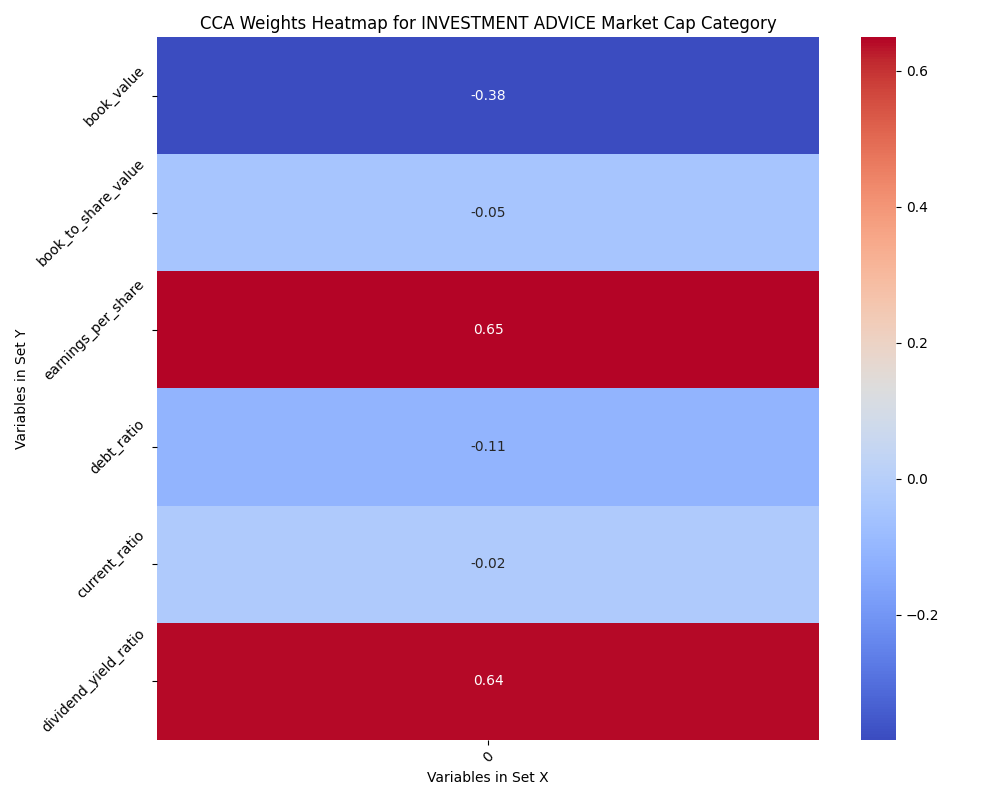 CCA Weights Heatmap for INVESTMENT ADVICE Market Cap Category
Variables in Set Y
book_value
-0.38
book_to_share_value
-0.05
earnings_per_share
0.65
debt_ratio
-0.11
current_ratio
-0.02
dividend_yield_ratio
0.64
0
Variables in Set X
0.6
0.4
0.2
0.0
−0.2